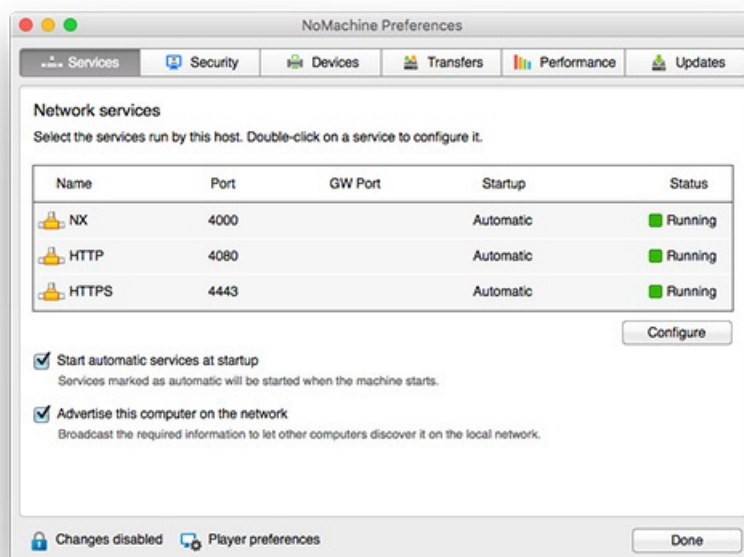 NoMachine Preferences
Services Security Devices Transfers Performance Updates
Network services
Select the services run by this host. Double-click on a service to configure it.
Name Port GW Port Startup Status
NX 4000 Automatic Running
HTTP 4080 Automatic Running
HTTPS 4443 Automatic Running
Configure
Start automatic services at startup
Services marked as automatic will be started when the machine starts.
Advertise this computer on the network
Broadcast the required information to let other computers discover it on the local network.
Changes disabled Player preferences Done